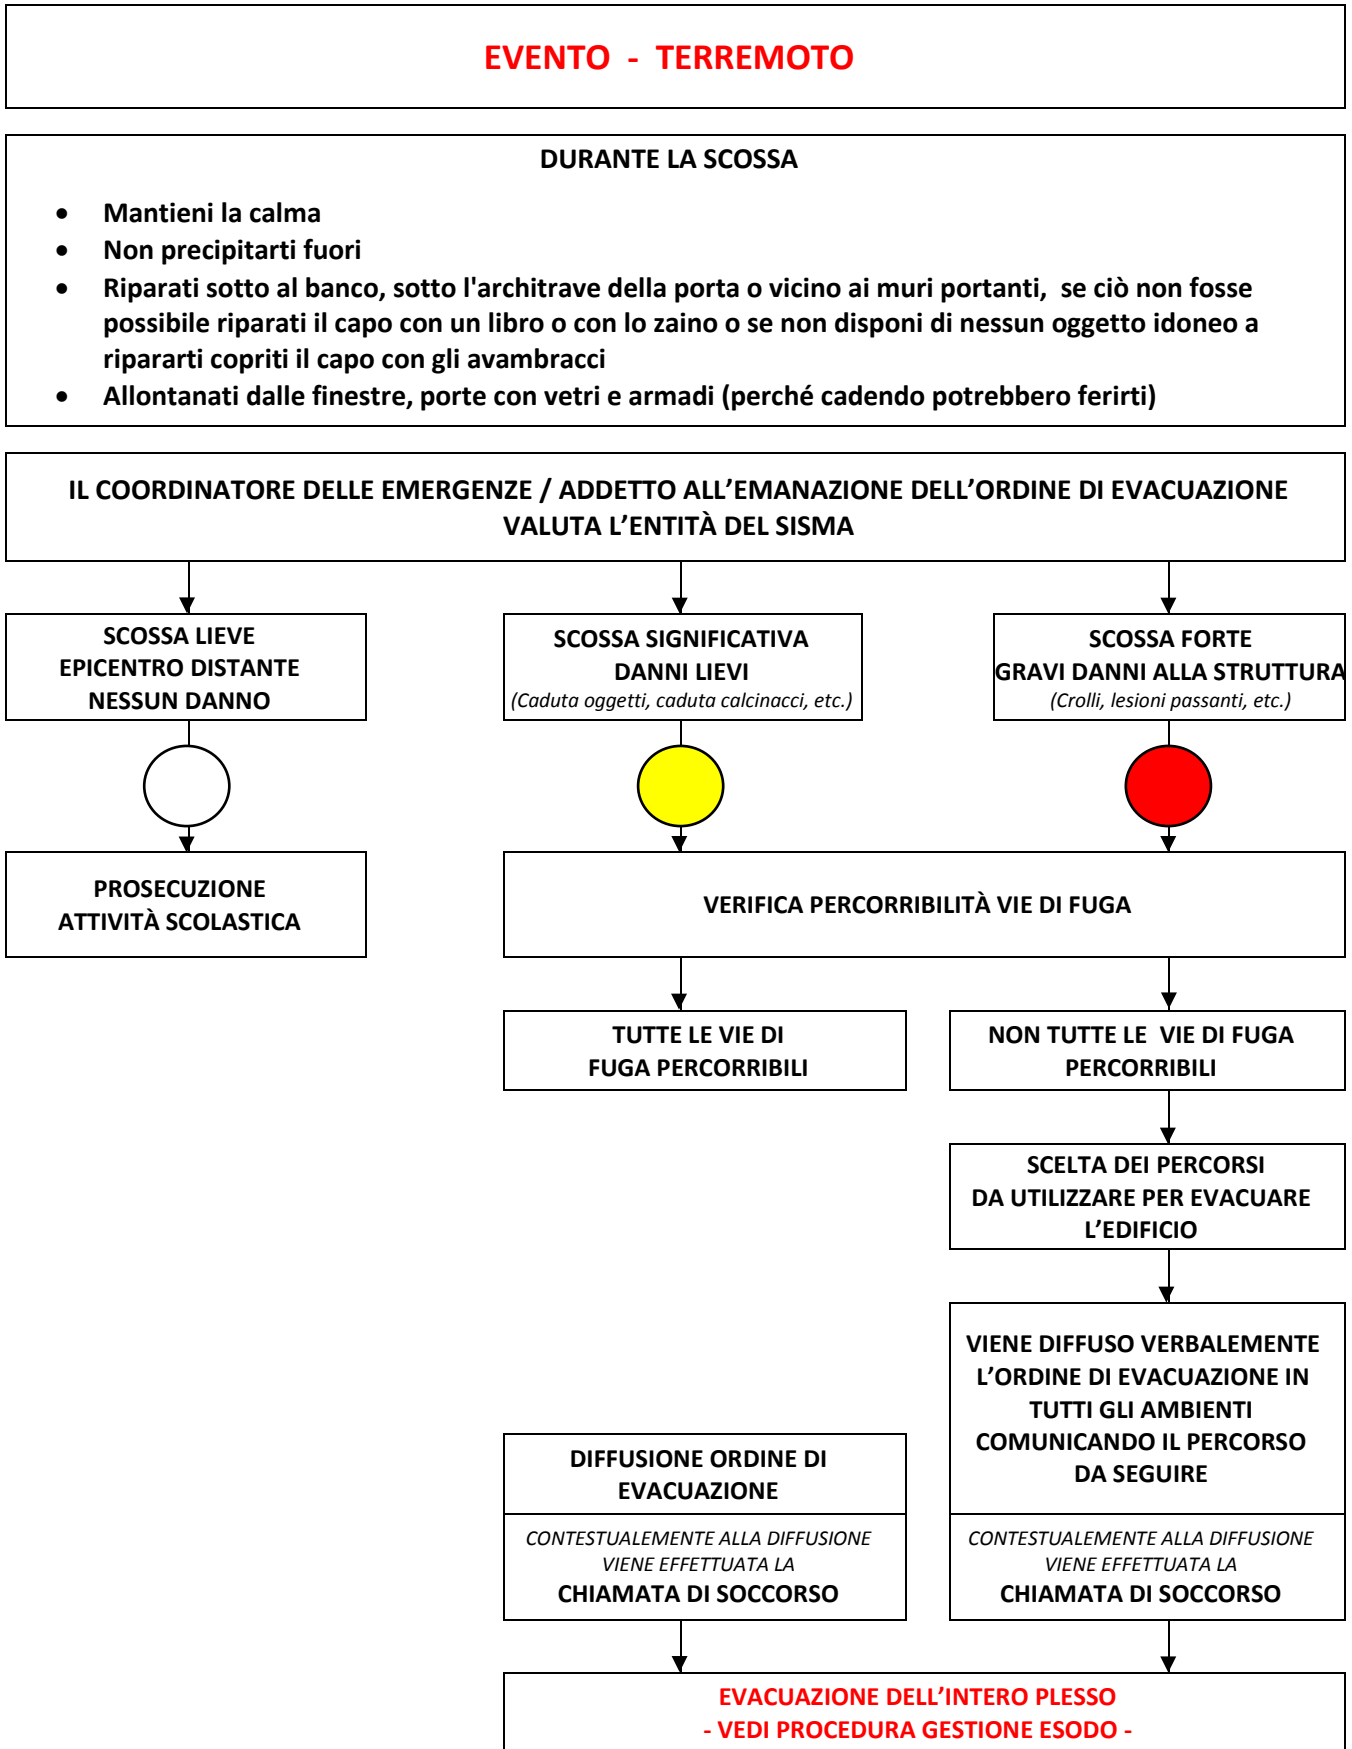 EVENTO - TERREMOTO
DURANTE LA SCOSSA
• Mantieni la calma
• Non precipitarti fuori
• Riparati sotto al banco, sotto l'architrave della porta o vicino ai muri portanti, se ciò non fosse
possibile riparati il capo con un libro o con lo zaino o se non disponi di nessun oggetto idoneo a
ripararti copriti il capo con gli avambracci
• Allontanati dalle finestre, porte con vetri e armadi (perché cadendo potrebbero ferirti)
IL COORDINATORE DELLE EMERGENZE / ADDETTO ALL’EMANAZIONE DELL’ORDINE DI EVACUAZIONE
VALUTA L’ENTITÀ DEL SISMA
SCOSSA LIEVE
EPICENTRO DISTANTE
NESSUN DANNO
SCOSSA SIGNIFICATIVA
DANNI LIEVI
(Caduta oggetti, caduta calcinacci, etc.)
SCOSSA FORTE
GRAVI DANNI ALLA STRUTTURA
(Crolli, lesioni passanti, etc.)
PROSECUZIONE
ATTIVITÀ SCOLASTICA
VERIFICA PERCORRIBILITÀ VIE DI FUGA
TUTTE LE VIE DI
FUGA PERCORRIBILI
NON TUTTE LE VIE DI FUGA
PERCORRIBILI
SCELTA DEI PERCORSI
DA UTILIZZARE PER EVACUARE
L’EDIFICIO
VIENE DIFFUSO VERBALEMENTE
L’ORDINE DI EVACUAZIONE IN
TUTTI GLI AMBIENTI
COMUNICANDO IL PERCORSO
DA SEGUIRE
DIFFUSIONE ORDINE DI
EVACUAZIONE
CONTESTUALEMENTE ALLA DIFFUSIONE
VIENE EFFETTUATA LA
CHIAMATA DI SOCCORSO
CONTESTUALEMENTE ALLA DIFFUSIONE
VIENE EFFETTUATA LA
CHIAMATA DI SOCCORSO
EVACUAZIONE DELL’INTERO PLESSO
- VEDI PROCEDURA GESTIONE ESODO -